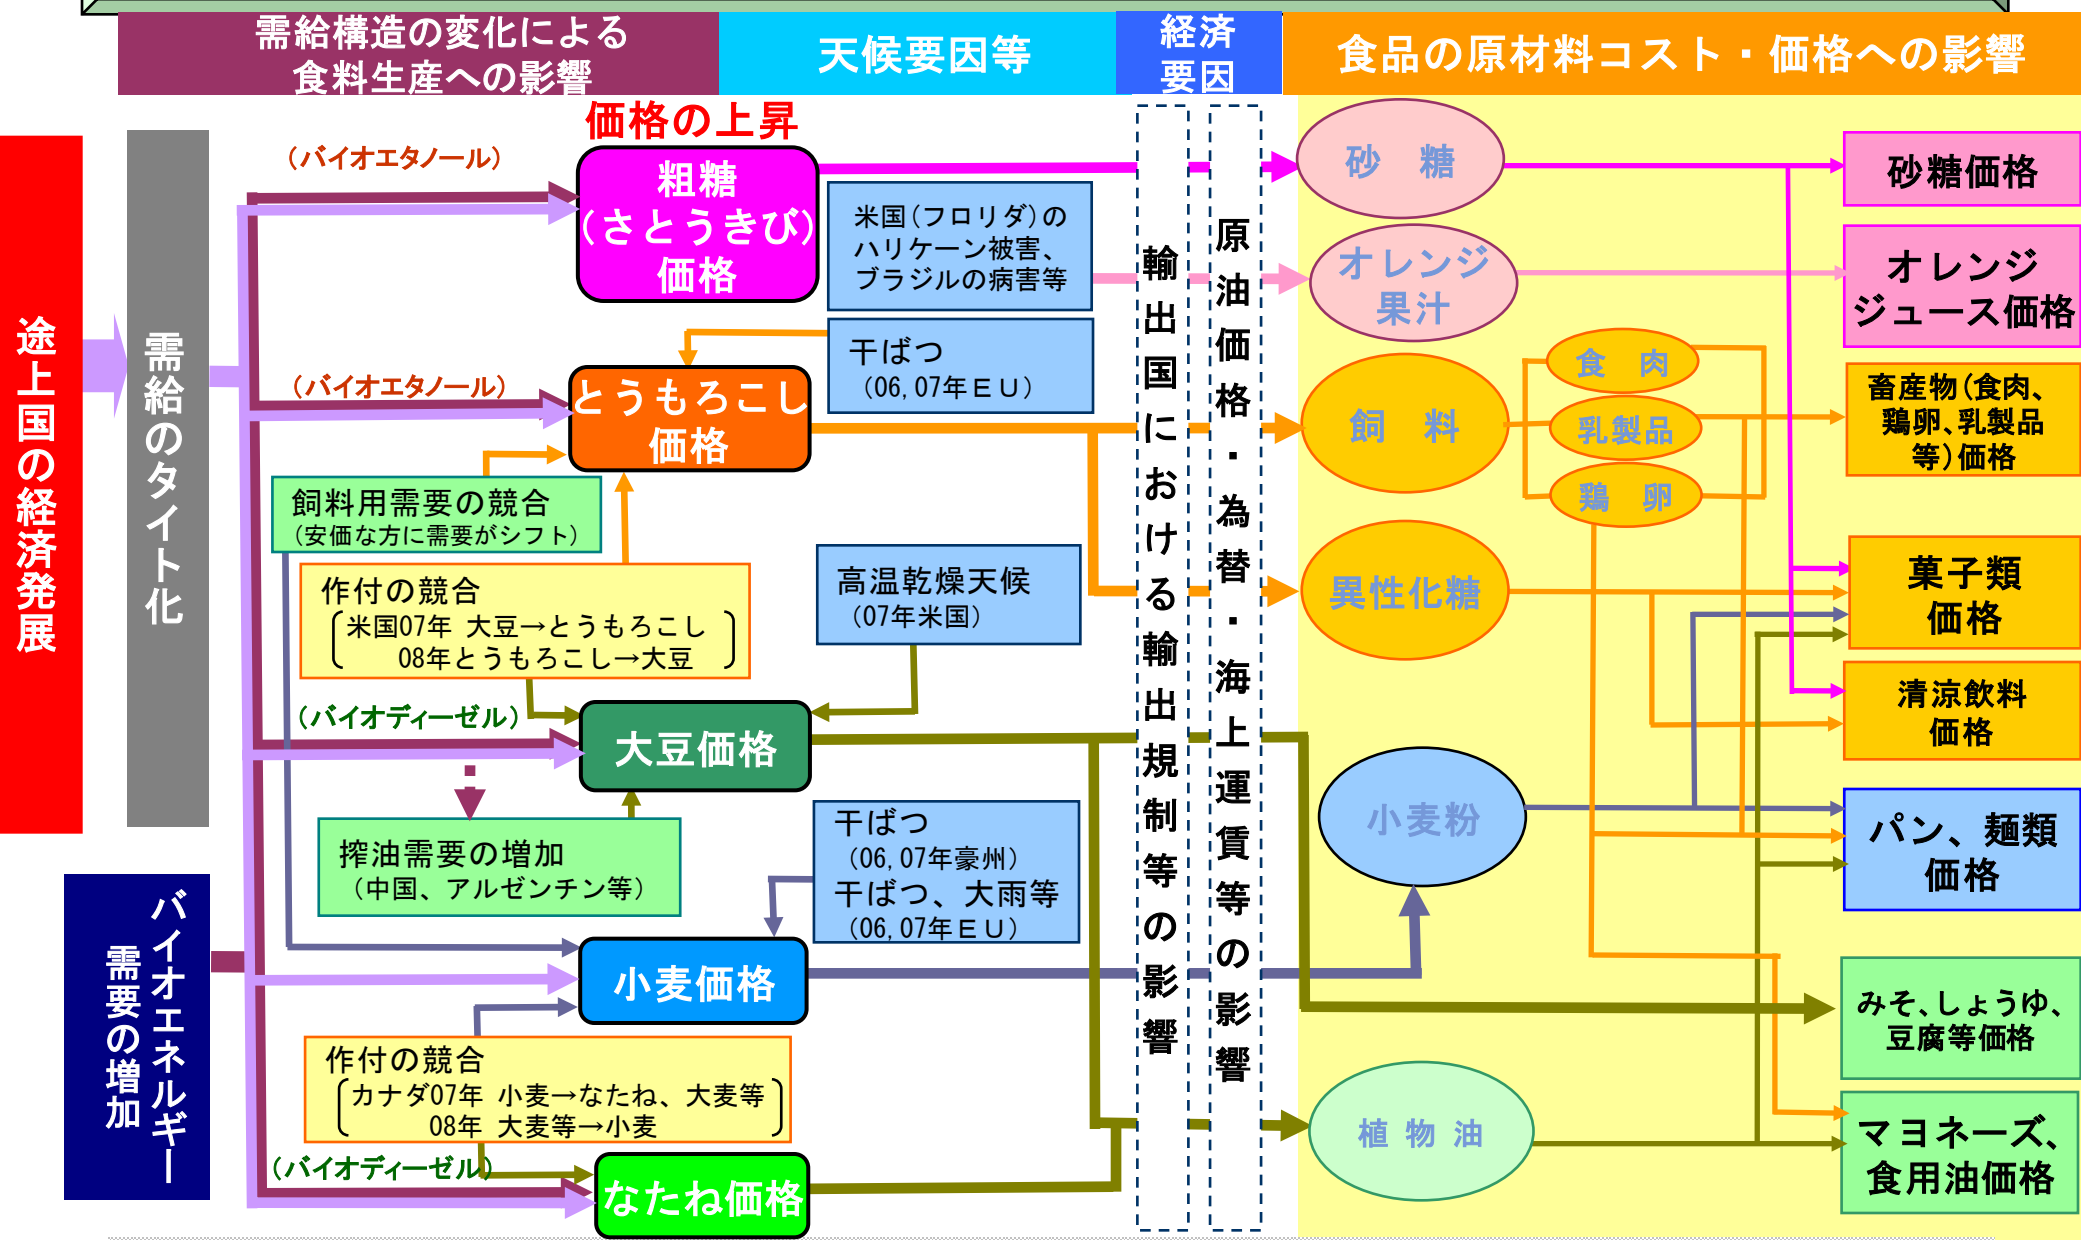 需給構造の変化による
食料生産への影響
天候要因等
経済
要因
食品の原材料コスト・価格への影響
価格の上昇
途上国の経済発展
需給のタイト化
バイオエネルギー
需要の増加
（バイオエタノール）
粗糖
（さとうきび）
価格
米国（フロリダ）の
ハリケーン被害、
ブラジルの病害等
干ばつ
（06,07年ＥＵ）
（バイオエタノール）
とうもろこし
価格
飼料用需要の競合
（安価な方に需要がシフト）
作付の競合
米国07年 大豆→とうもろこし
08年とうもろこし→大豆
高温乾燥天候
（07年米国）
（バイオディーゼル）
大豆価格
搾油需要の増加
（中国、アルゼンチン等）
干ばつ
（06,07年豪州）
干ばつ、大雨等
（06,07年ＥＵ）
小麦価格
作付の競合
カナダ07年 小麦→なたね、大麦等
08年 大麦等→小麦
（バイオディーゼル）
なたね価格
輸出国における輸出規制等の影響
原油価格・為替・海上運賃等の影響
砂　糖
オレンジ
果汁
飼　料
食　肉
乳製品
鶏　卵
異性化糖
小麦粉
植物油
砂糖価格
オレンジ
ジュース価格
畜産物（食肉、
鶏卵、乳製品
等）価格
菓子類
価格
清涼飲料
価格
パン、麺類
価格
みそ、しょうゆ、
豆腐等価格
マヨネーズ、
食用油価格